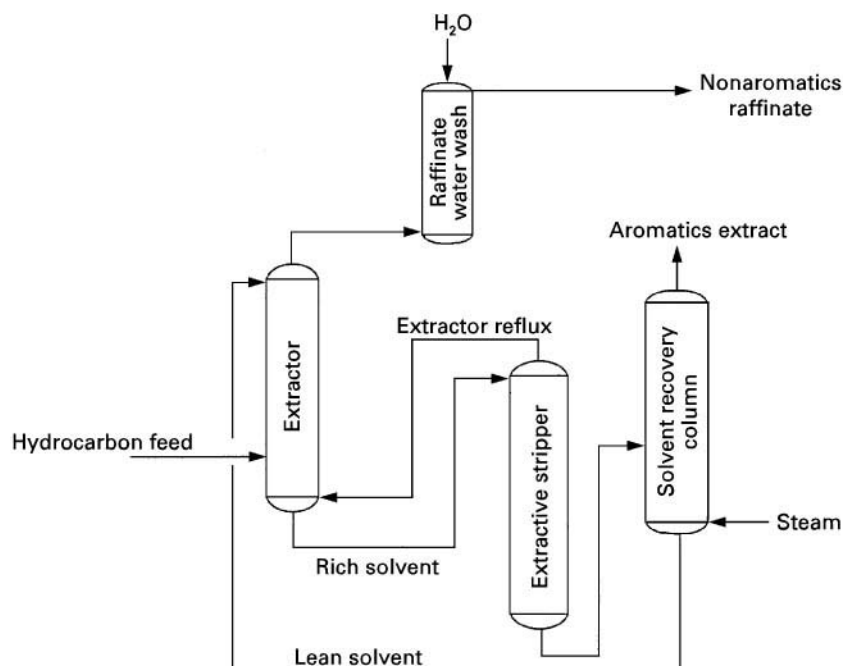 H₂O
Nonaromatics
raffinate
Raffinate
water wash
Aromatics extract
Extractor reflux
Extractor
Solvent recovery
column
Hydrocarbon feed
Extractive stripper
Steam
Rich solvent
Lean solvent